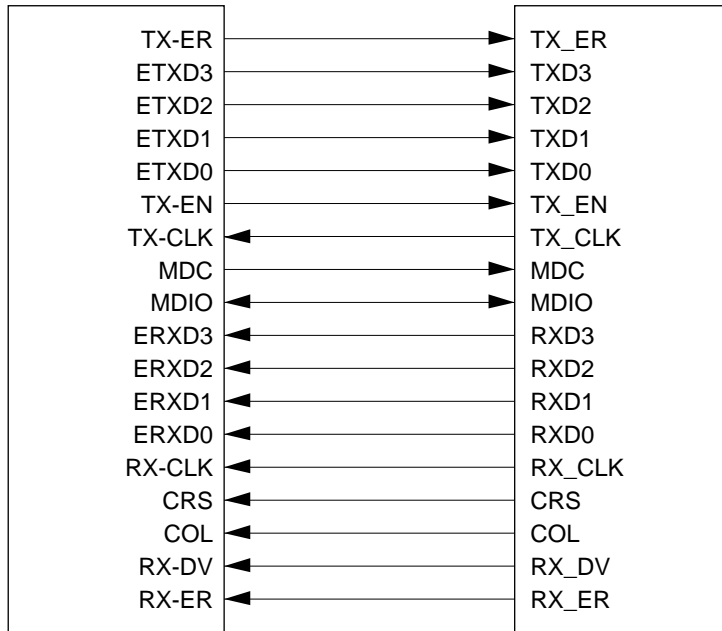 TX-ER TX_ER
ETXD3 TXD3
ETXD2 TXD2
ETXD1 TXD1
ETXD0 TXD0
TX-EN TX_EN
TX-CLK TX_CLK
MDC MDC
MDIO MDIO
ERXD3 RXD3
ERXD2 RXD2
ERXD1 RXD1
ERXD0 RXD0
RX-CLK RX_CLK
CRS CRS
COL COL
RX-DV RX_DV
RX-ER RX_ER